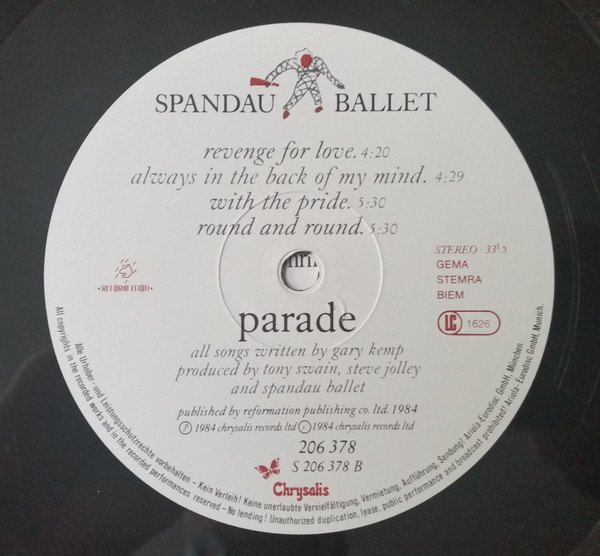 SPANDAU BALLET
revenge for love. 4:20
always in the back of my mind. 4:29
with the pride. 5:30
round and round. 5:30
STEREO 33 1 3
GEMA
STEMRA
BIEM
LC 1626
• REFORMATION •
parade
all songs written by gary kemp
produced by tony swain, steve jolley
and spandau ballet
published by reformation publishing co. ltd. 1984
℗ 1984 chrysalis records ltd © 1984 chrysalis records ltd
206 378
S 206 378 B
Chrysalis
Alle Urheber- und Leistungsschutzrechte vorbehalten – Kein Verleih! Keine unerlaubte Vervielfältigung, Vermietung, Aufführung, Sendung! Ariola-Eurodisc GmbH, München.
All copyrights in the recorded works and in the recorded performances reserved – No lending! Unauthorized duplication, lease, public performance and broadcast prohibited! Ariola-Eurodisc GmbH, Munich.